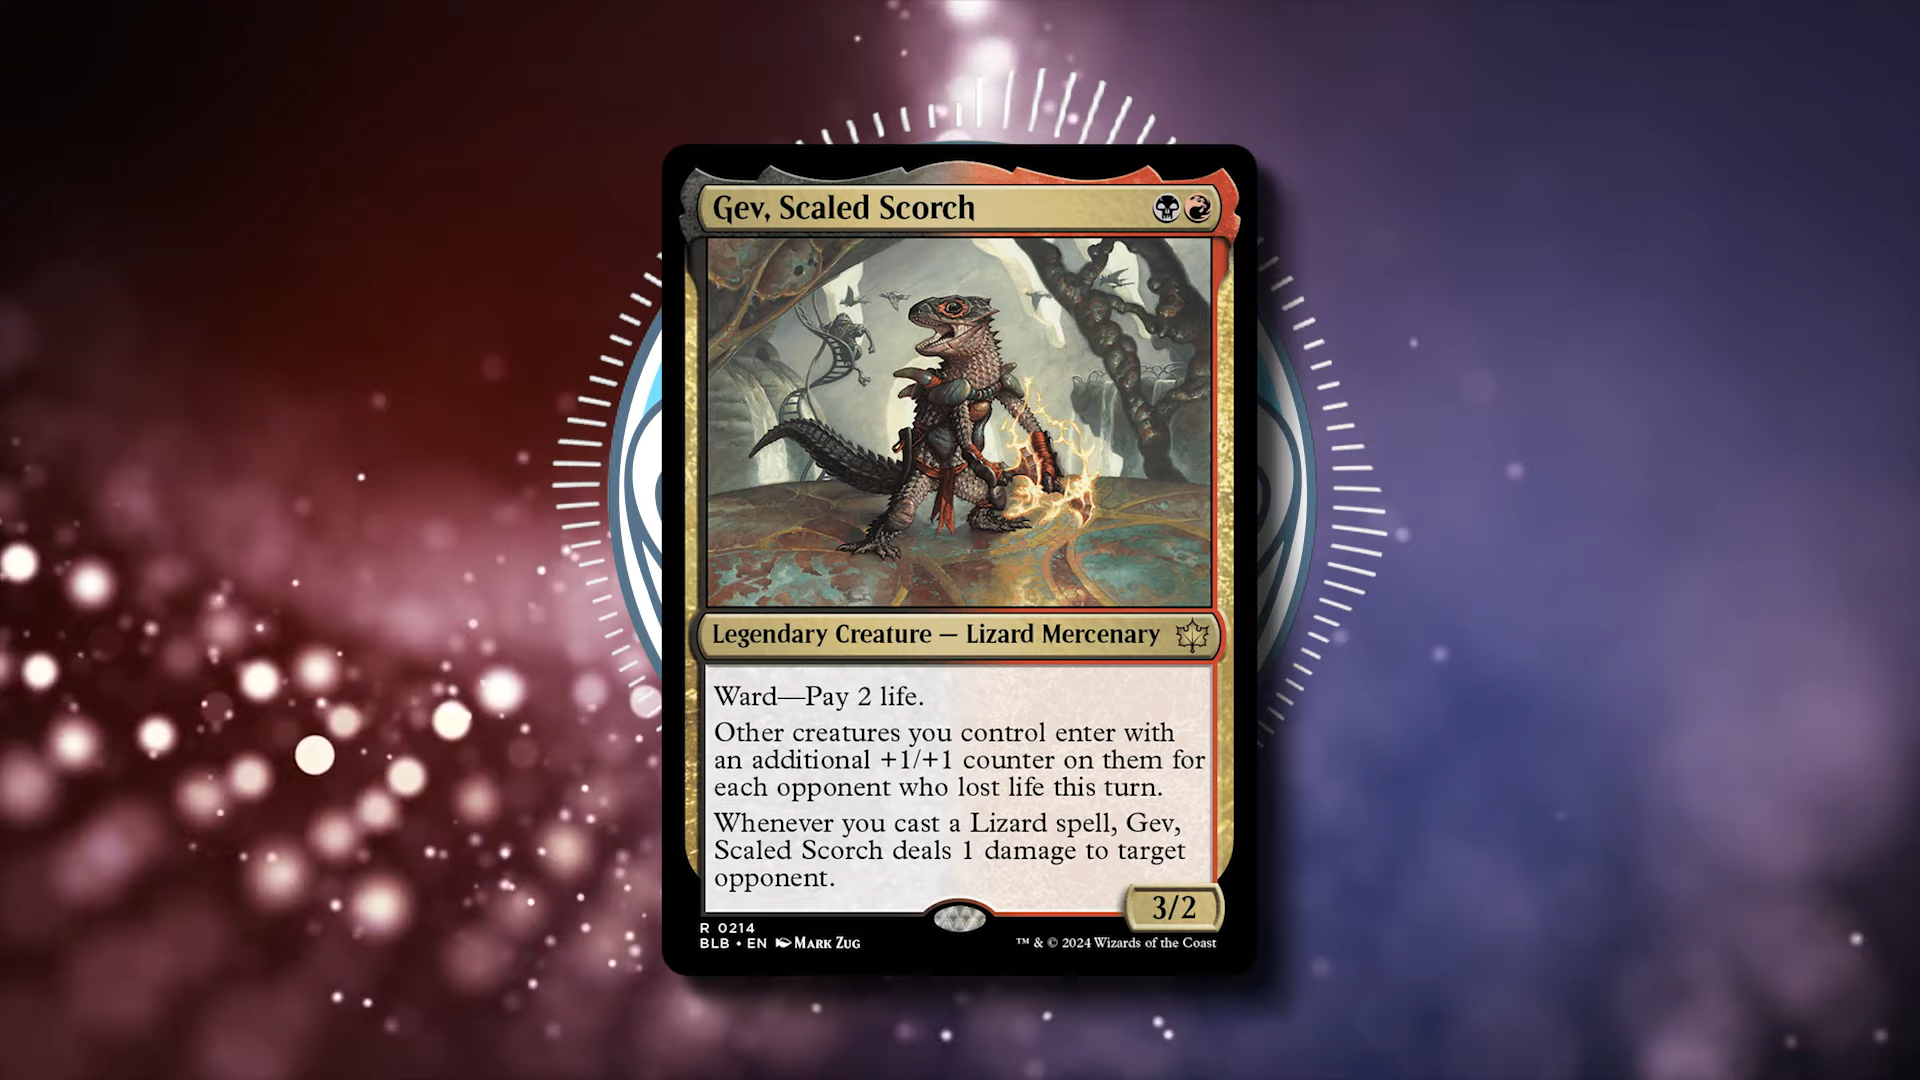 Gev, Scaled Scorch
Legendary Creature — Lizard Mercenary
Ward—Pay 2 life.
Other creatures you control enter with
an additional +1/+1 counter on them for
each opponent who lost life this turn.
Whenever you cast a Lizard spell, Gev,
Scaled Scorch deals 1 damage to target
opponent.
3/2
R 0214
BLB • EN Mark Zug
™ & © 2024 Wizards of the Coast